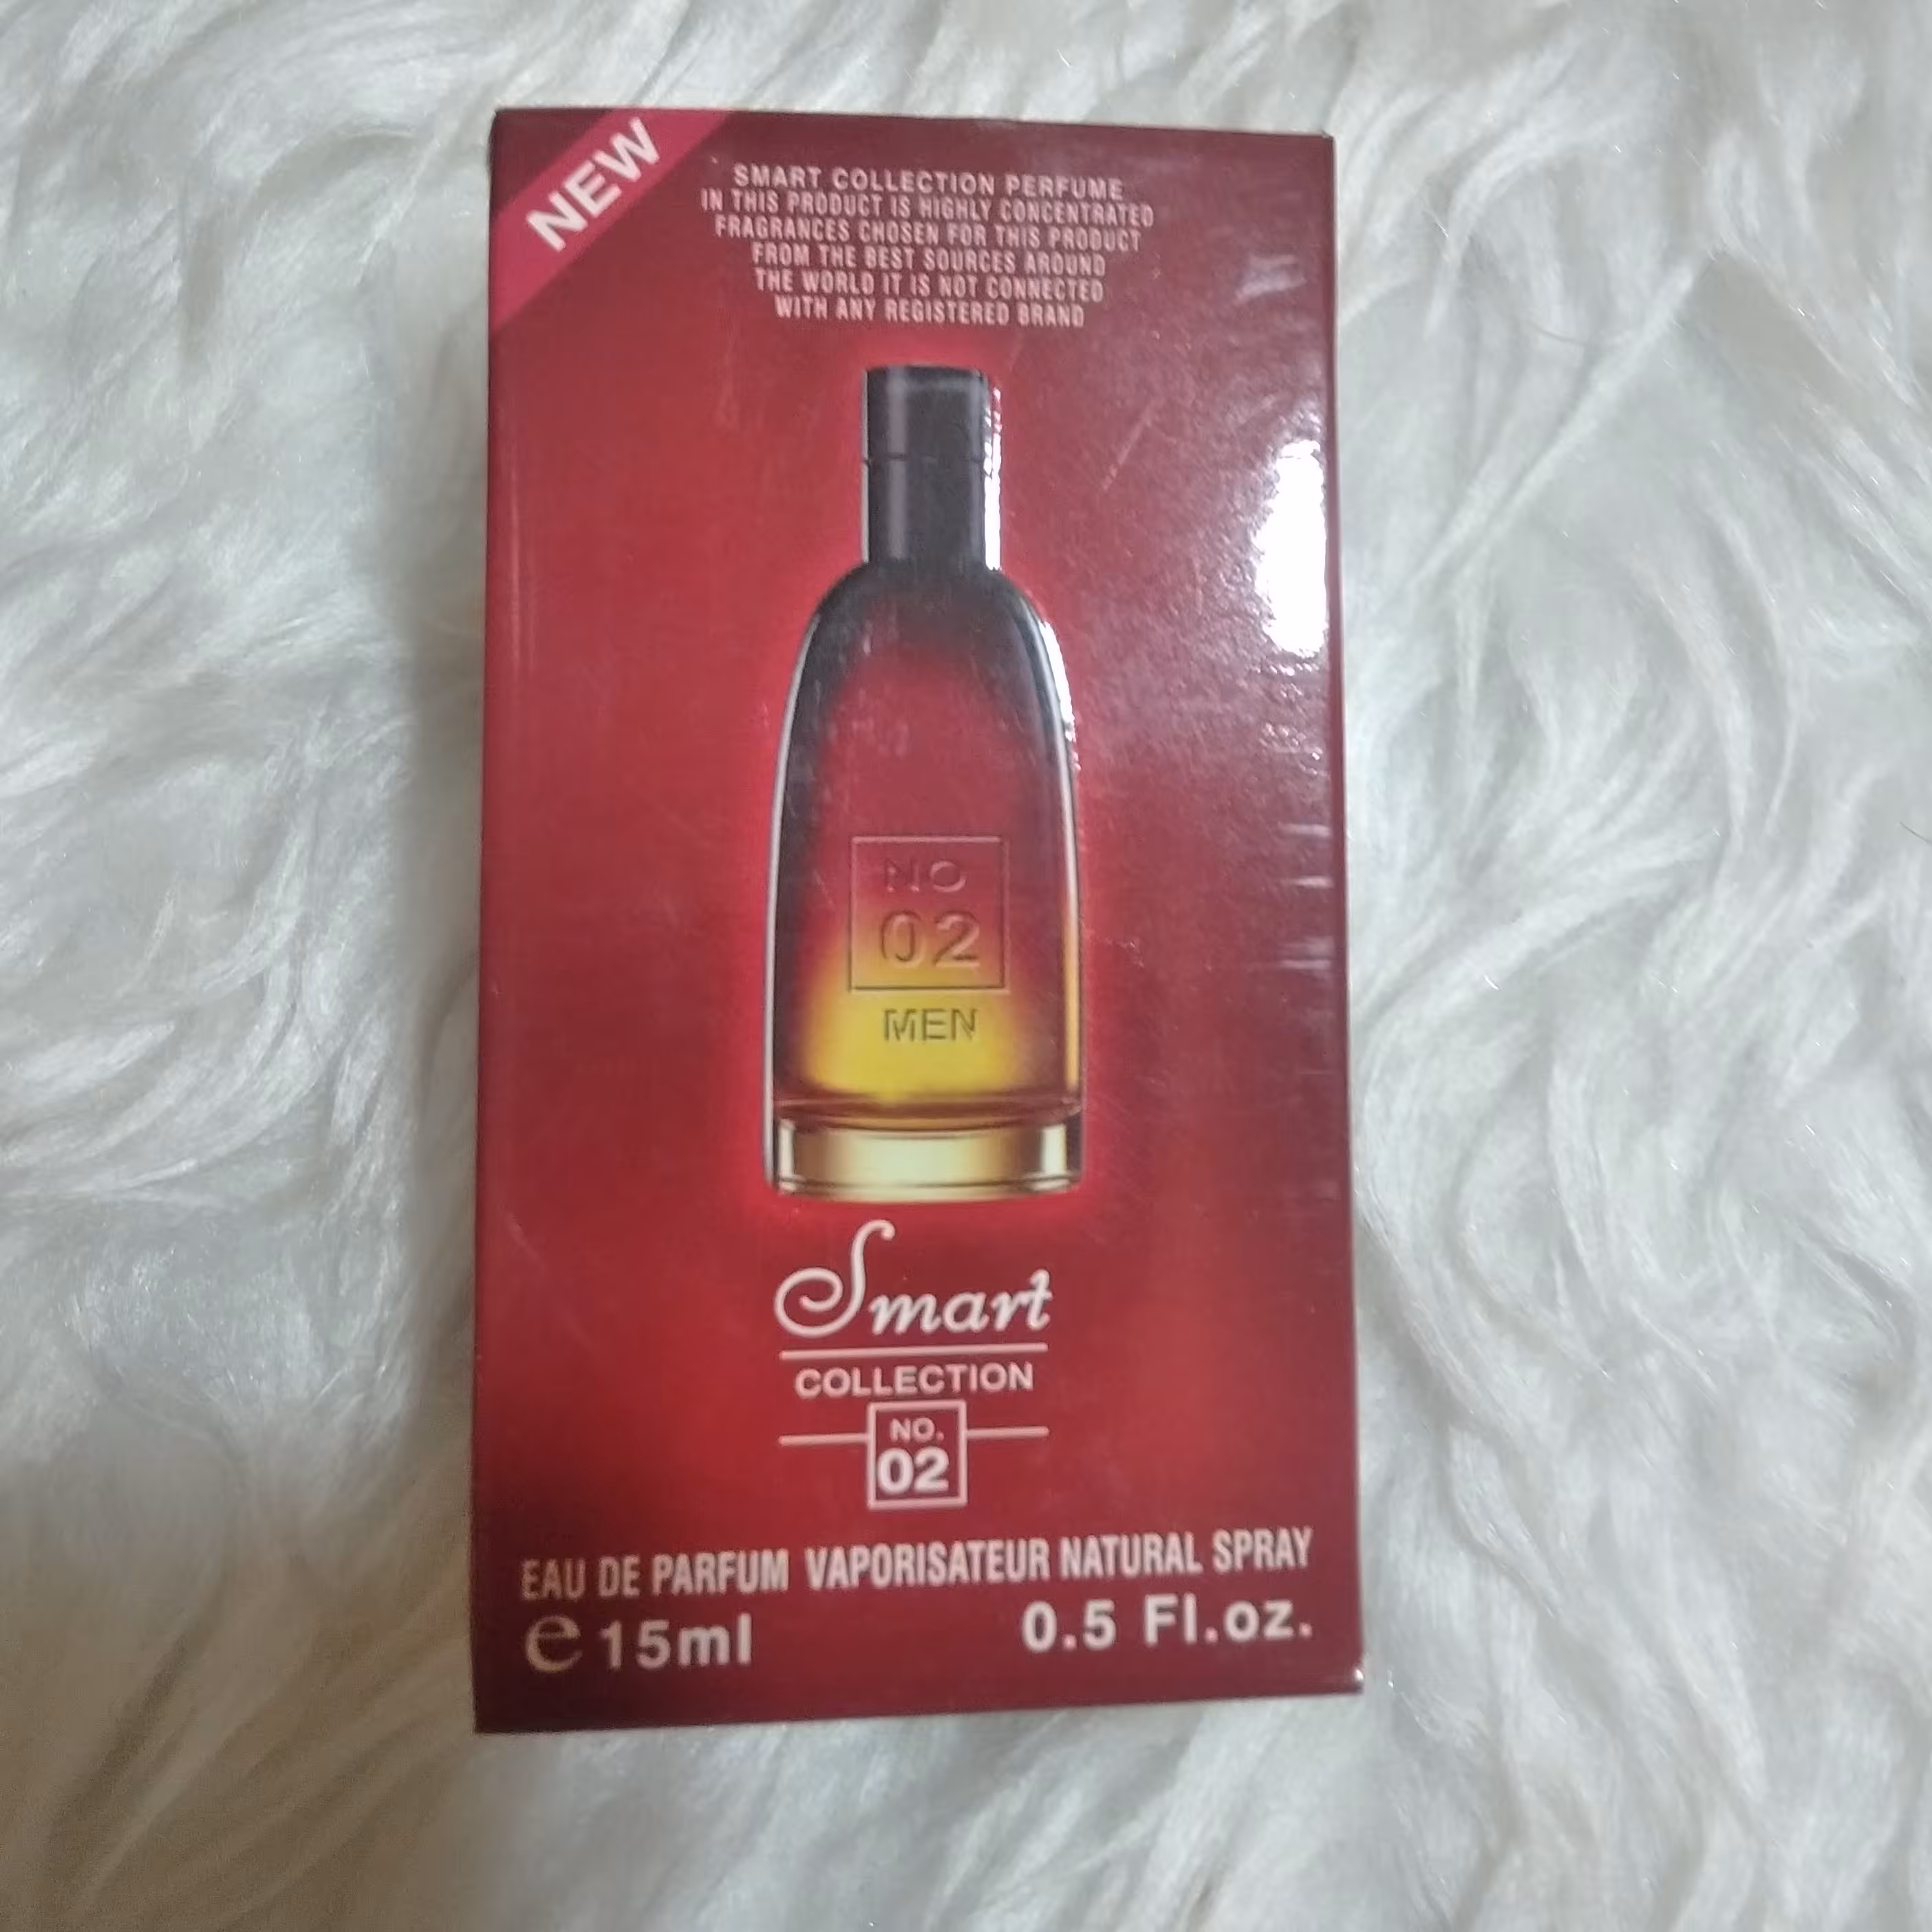 NEW
SMART COLLECTION PERFUME
IN THIS PRODUCT IS HIGHLY CONCENTRATED
FRAGRANCES CHOSEN FOR THIS PRODUCT
FROM THE BEST SOURCES AROUND
THE WORLD IT IS NOT CONNECTED
WITH ANY REGISTERED BRAND
NO
02
MEN
Smart
COLLECTION
NO.
02
EAU DE PARFUM VAPORISATEUR NATURAL SPRAY
e 15ml 0.5 Fl.oz.